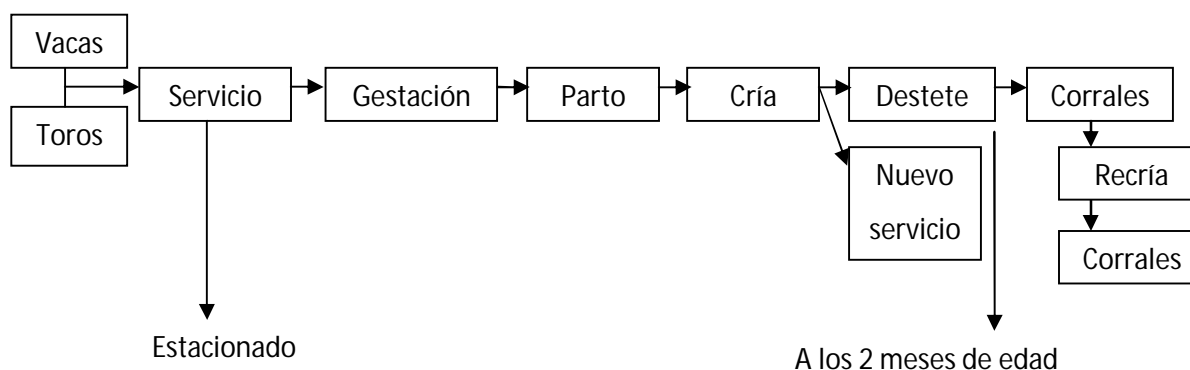 Vacas
Toros
Servicio
Gestación
Parto
Cría
Destete
Corrales
Nuevo
servicio
Recría
Corrales
Estacionado
A los 2 meses de edad